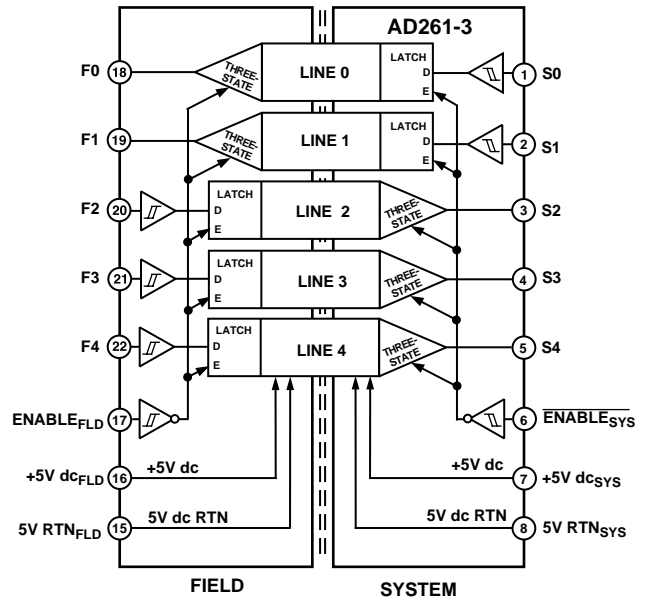 AD261-3
F0 18 THREE-STATE LINE 0 LATCH D E 1 S0
F1 19 THREE-STATE LINE 1 LATCH D E 2 S1
F2 20 LATCH D E LINE 2 THREE-STATE 3 S2
F3 21 LATCH D E LINE 3 THREE-STATE 4 S3
F4 22 LATCH D E LINE 4 THREE-STATE 5 S4
ENABLEFLD 17 6 ENABLESYS
+5V dcFLD 16 +5V dc +5V dc 7 +5V dcSYS
5V RTNFLD 15 5V dc RTN 5V dc RTN 8 5V RTNSYS
FIELD SYSTEM